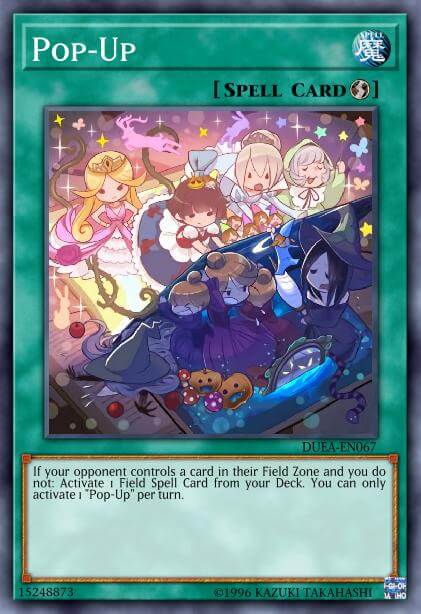 Pop-Up
SPELL
魔
[Spell Card]
DUEA-EN067
If your opponent controls a card in their Field Zone and you do
not: Activate 1 Field Spell Card from your Deck. You can only
activate 1 "Pop-Up" per turn.
15248873
©1996 KAZUKI TAKAHASHI